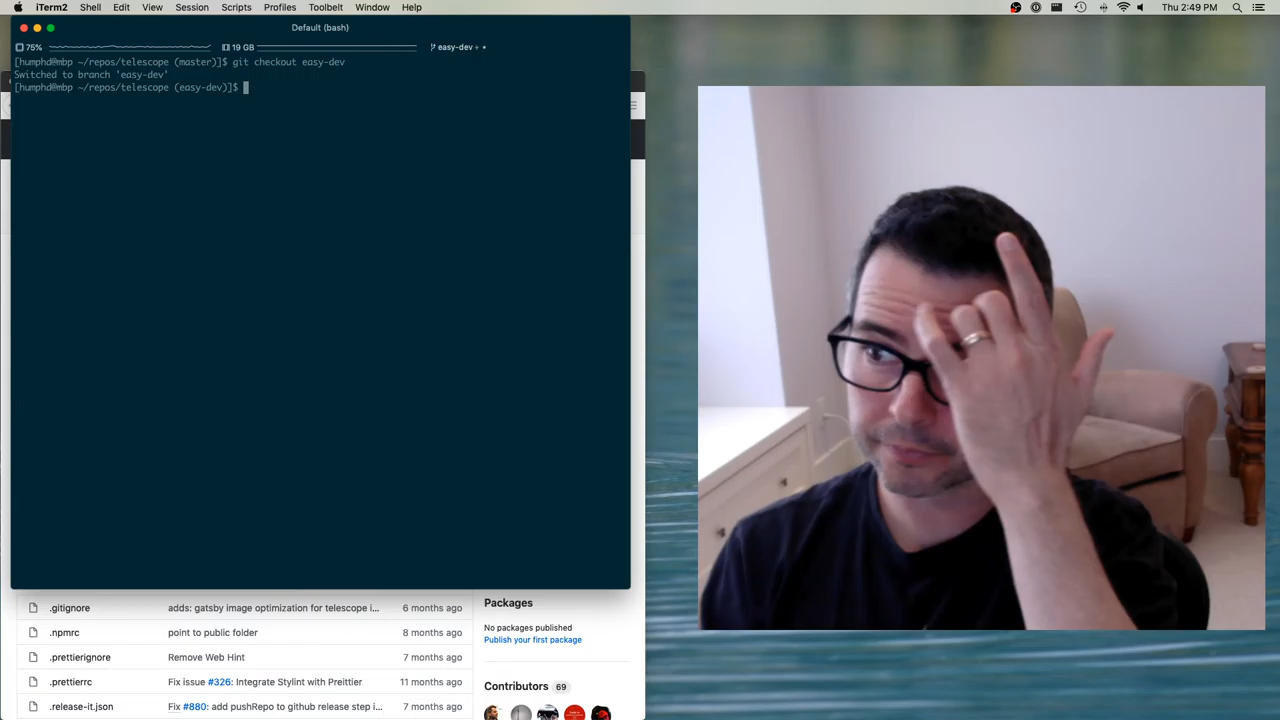 iTerm2 Shell Edit View Session Scripts Profiles Toolbelt Window Help
Thu 2:49 PM
Default (bash)
75% 19 GB easy-dev
[humphd@mbp ~/repos/telescope (master)]$ git checkout easy-dev
Switched to branch 'easy-dev'
[humphd@mbp ~/repos/telescope (easy-dev)]$
.gitignore adds: gatsby image optimization for telescope i... 6 months ago
.npmrc point to public folder 8 months ago
.prettierignore Remove Web Hint 7 months ago
.prettierrc Fix issue #326: Integrate Stylint with Preittier 11 months ago
.release-it.json Fix #880: add pushRepo to github release step i... 7 months ago
Packages
No packages published
Publish your first package
Contributors 69